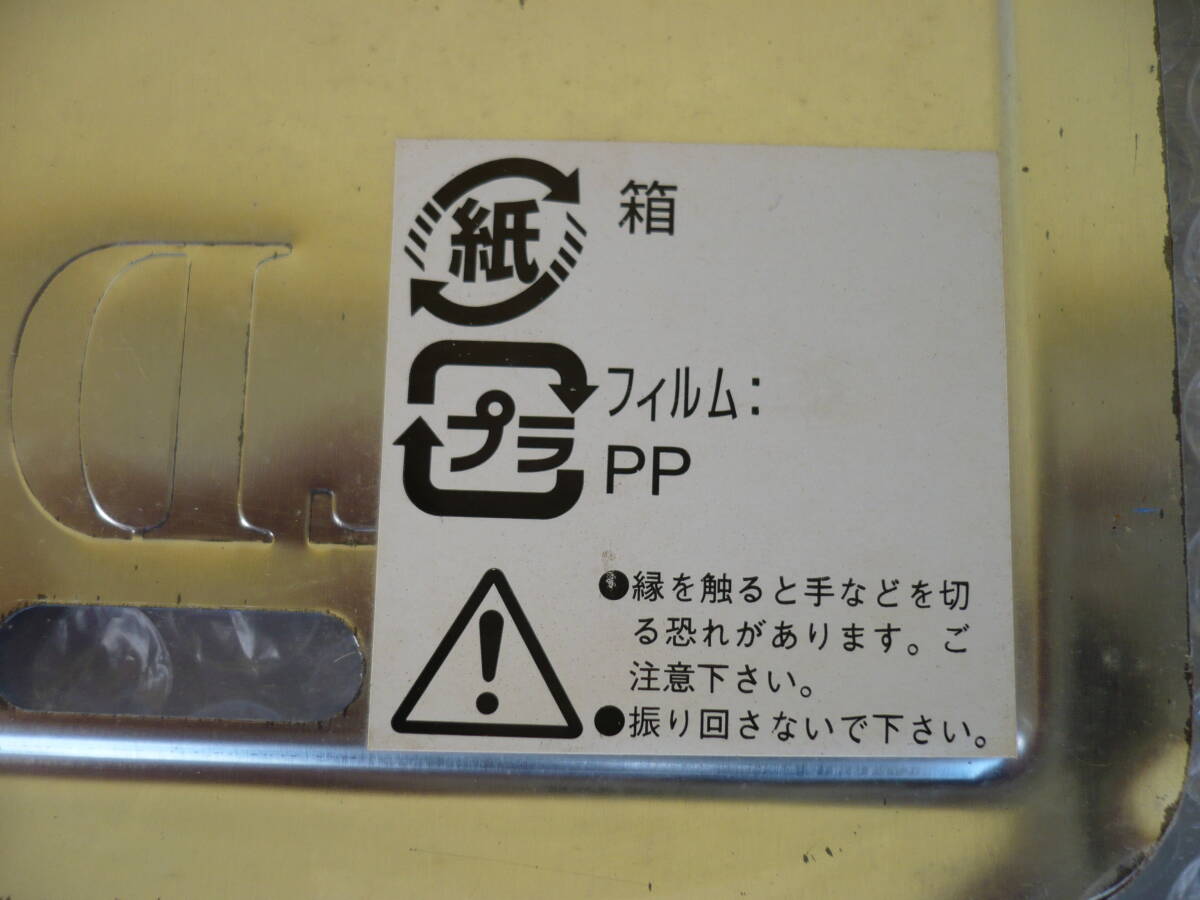 紙 箱
プラ フィルム:
PP
●縁を触ると手などを切
る恐れがあります。ご
注意下さい。
●振り回さないで下さい。